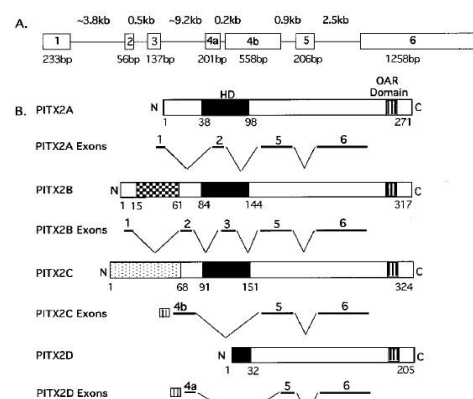 A.
~3.8kb 0.5kb ~9.2kb 0.2kb 0.9kb 2.5kb
1 2 3 4a 4b 5 6
233bp 56bp 137bp 201bp 558bp 206bp 1258bp
B.
HD OAR Domain
PITX2A N C
1 38 98 271
PITX2A Exons 1 2 5 6
PITX2B N C
1 15 61 84 144 317
PITX2B Exons 1 2 3 5 6
PITX2C N C
1 68 91 151 324
PITX2C Exons 4b 5 6
PITX2D N C
1 32 205
PITX2D Exons 4a 5 6